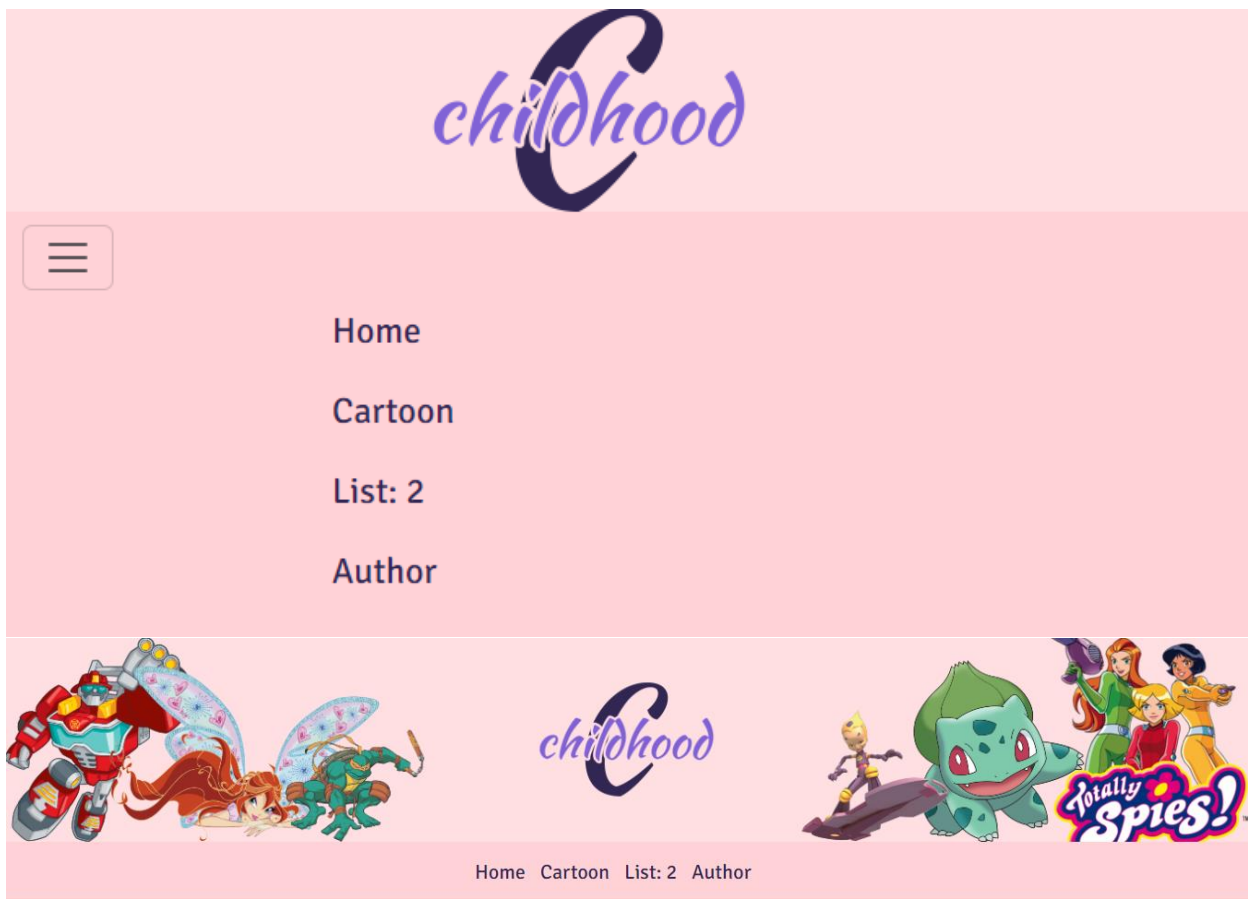 childhood
Home
Cartoon
List: 2
Author
childhood
Totally
Spies!
Home Cartoon List: 2 Author